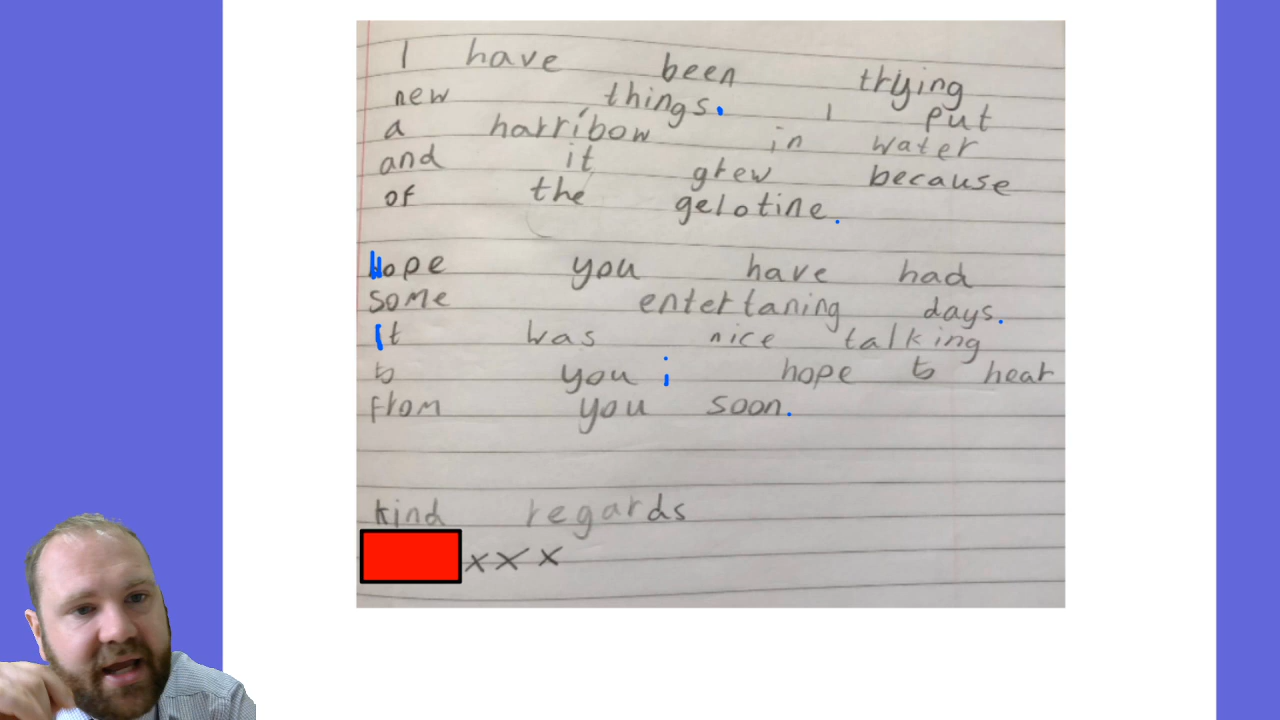 I have been trying
new things. I put
a harribow in water
and it grew because
of the gelotine.
Hope you have had
some entertaning days.
It was nice talking
to you i hope to hear
from you soon.
kind regards
xxx